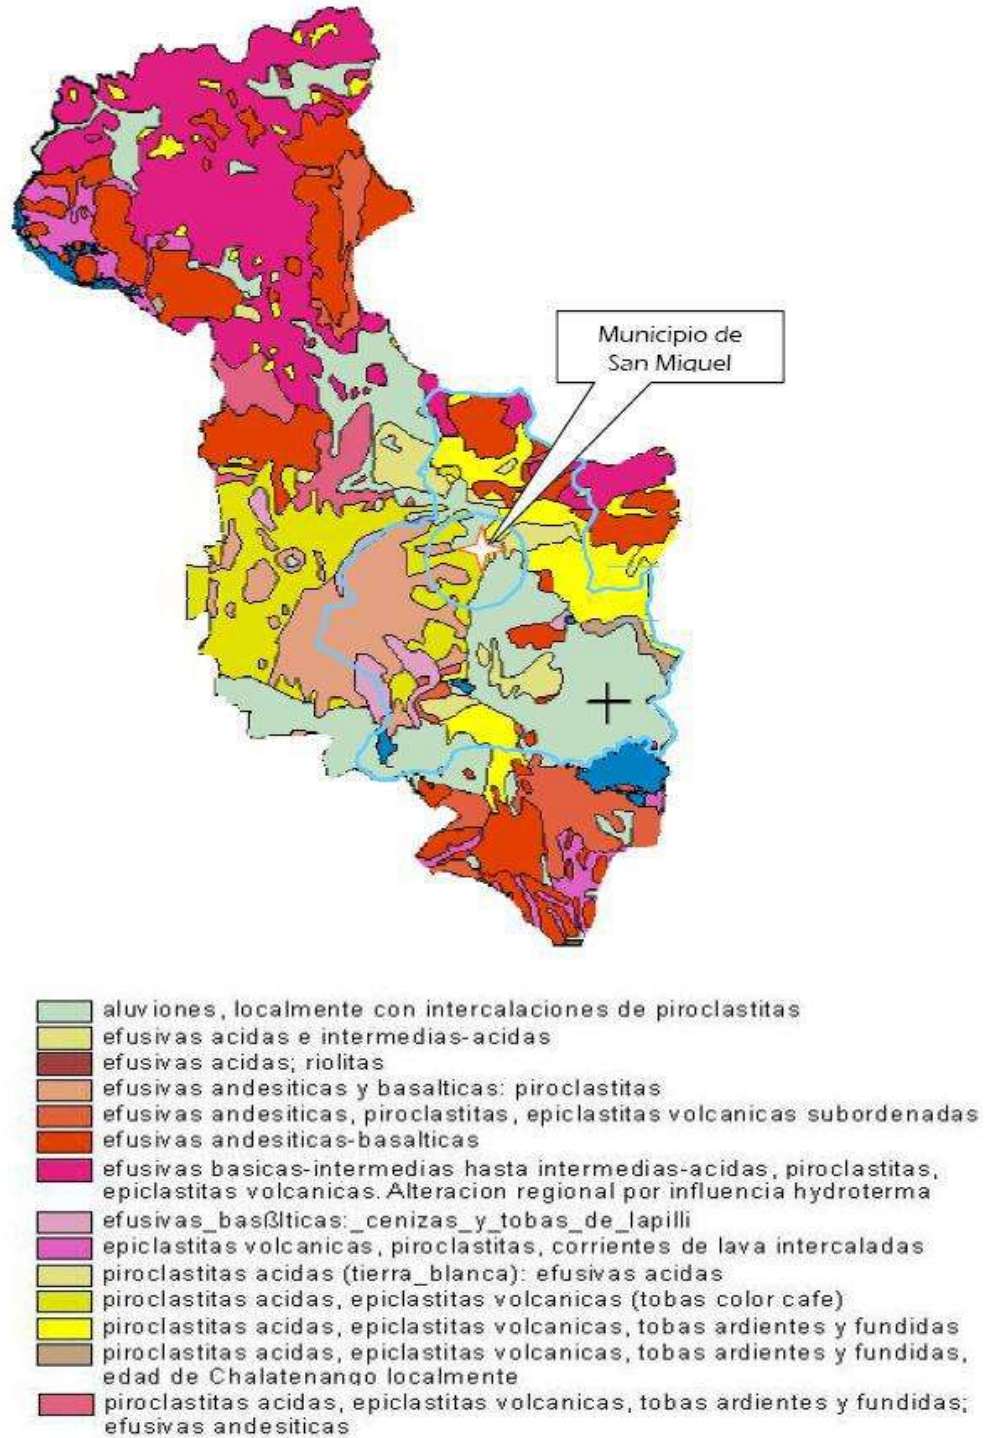 Municipio de
San Miguel
aluviones, localmente con intercalaciones de piroclastitas
efusivas acidas e intermedias-acidas
efusivas acidas; riolitas
efusivas andesiticas y basalticas: piroclastitas
efusivas andesiticas, piroclastitas, epiclastitas volcanicas subordenadas
efusivas andesiticas-basalticas
efusivas basicas-intermedias hasta intermedias-acidas, piroclastitas,
epiclastitas volcanicas. Alteracion regional por influencia hydroterma
efusivas_basßlticas:_cenizas_y_tobas_de_lapilli
epiclastitas volcanicas, piroclastitas, corrientes de lava intercaladas
piroclastitas acidas (tierra_blanca): efusivas acidas
piroclastitas acidas, epiclastitas volcanicas (tobas color cafe)
piroclastitas acidas, epiclastitas volcanicas, tobas ardientes y fundidas
piroclastitas acidas, epiclastitas volcanicas, tobas ardientes y fundidas,
edad de Chalatenango localmente
piroclastitas acidas, epiclastitas volcanicas, tobas ardientes y fundidas;
efusivas andesiticas